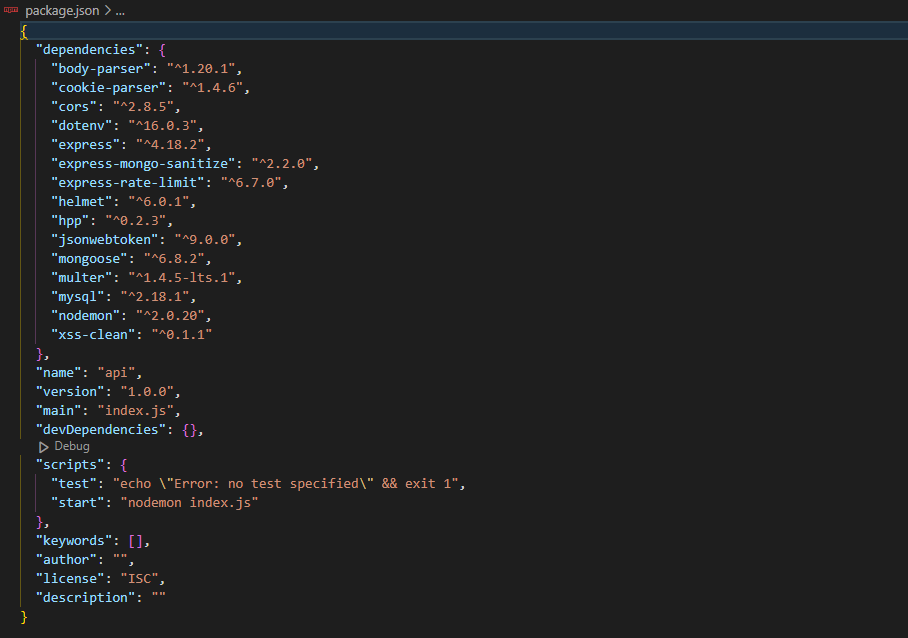 package.json > ...
{
"dependencies": {
"body-parser": "^1.20.1",
"cookie-parser": "^1.4.6",
"cors": "^2.8.5",
"dotenv": "^16.0.3",
"express": "^4.18.2",
"express-mongo-sanitize": "^2.2.0",
"express-rate-limit": "^6.7.0",
"helmet": "^6.0.1",
"hpp": "^0.2.3",
"jsonwebtoken": "^9.0.0",
"mongoose": "^6.8.2",
"multer": "^1.4.5-lts.1",
"mysql": "^2.18.1",
"nodemon": "^2.0.20",
"xss-clean": "^0.1.1"
},
"name": "api",
"version": "1.0.0",
"main": "index.js",
"devDependencies": {},
Debug
"scripts": {
"test": "echo \"Error: no test specified\" && exit 1",
"start": "nodemon index.js"
},
"keywords": [],
"author": "",
"license": "ISC",
"description": ""
}